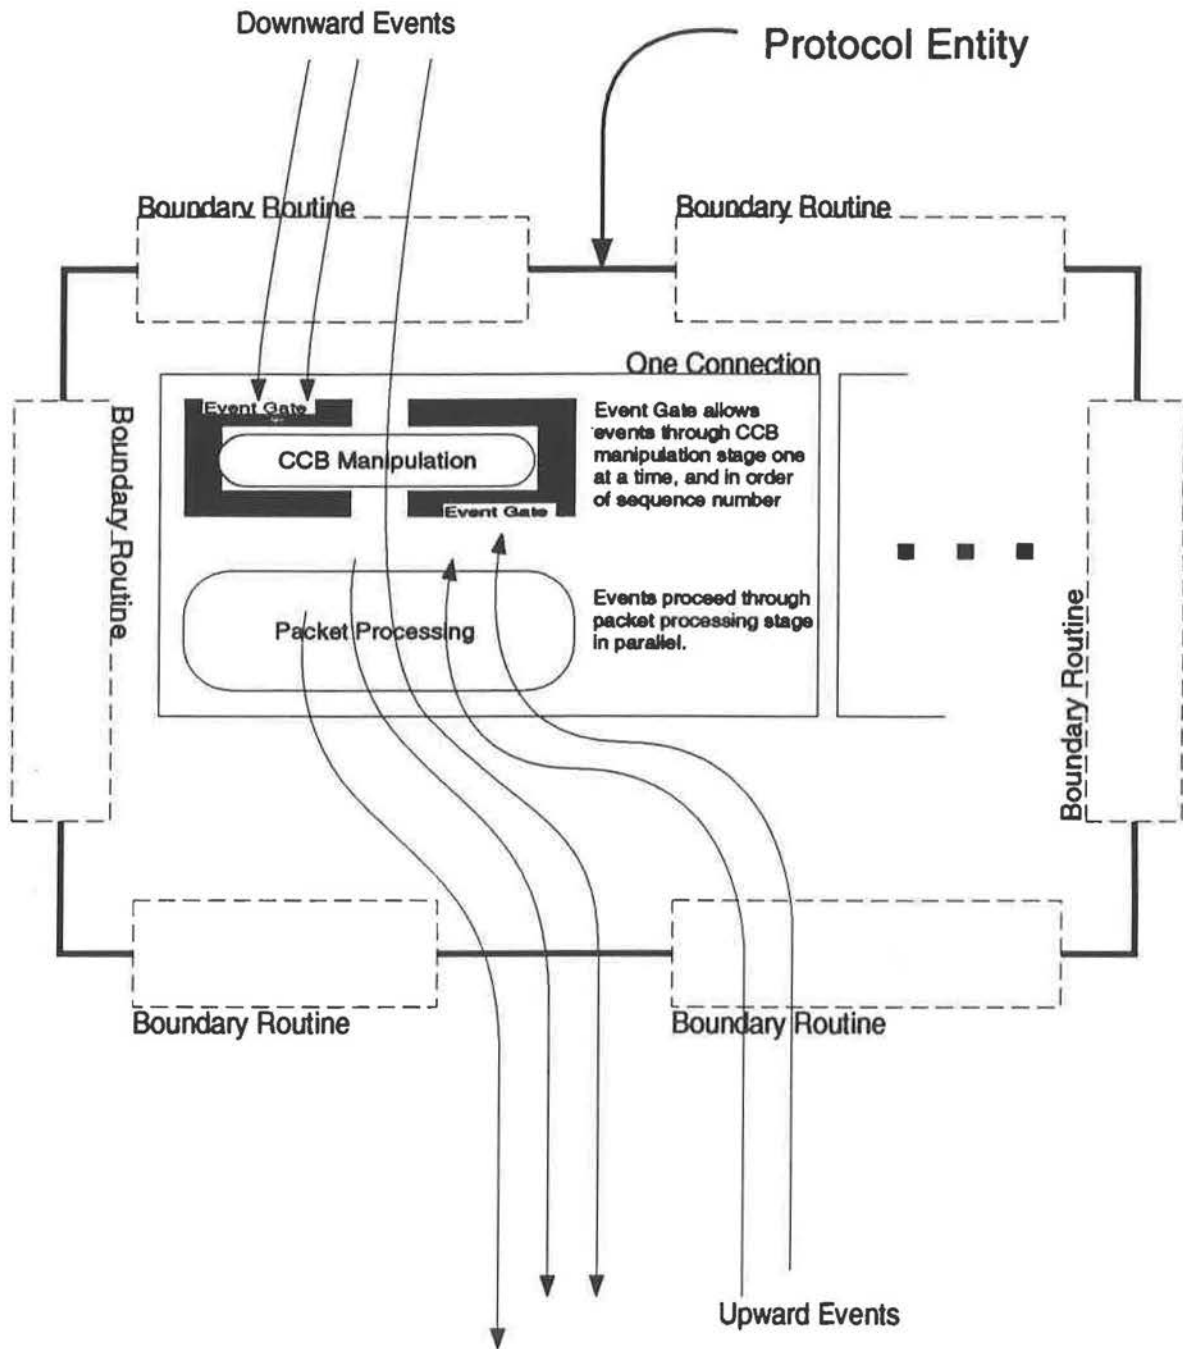 Downward Events
Protocol Entity
Boundary Routine
Boundary Routine
One Connection
Event Gate
CCB Manipulation
Event Gate
Event Gate allows
events through CCB
manipulation stage one
at a time, and in order
of sequence number
Boundary Routine
Packet Processing
Events proceed through
packet processing stage
in parallel.
Boundary Routine
Boundary Routine
Boundary Routine
Upward Events